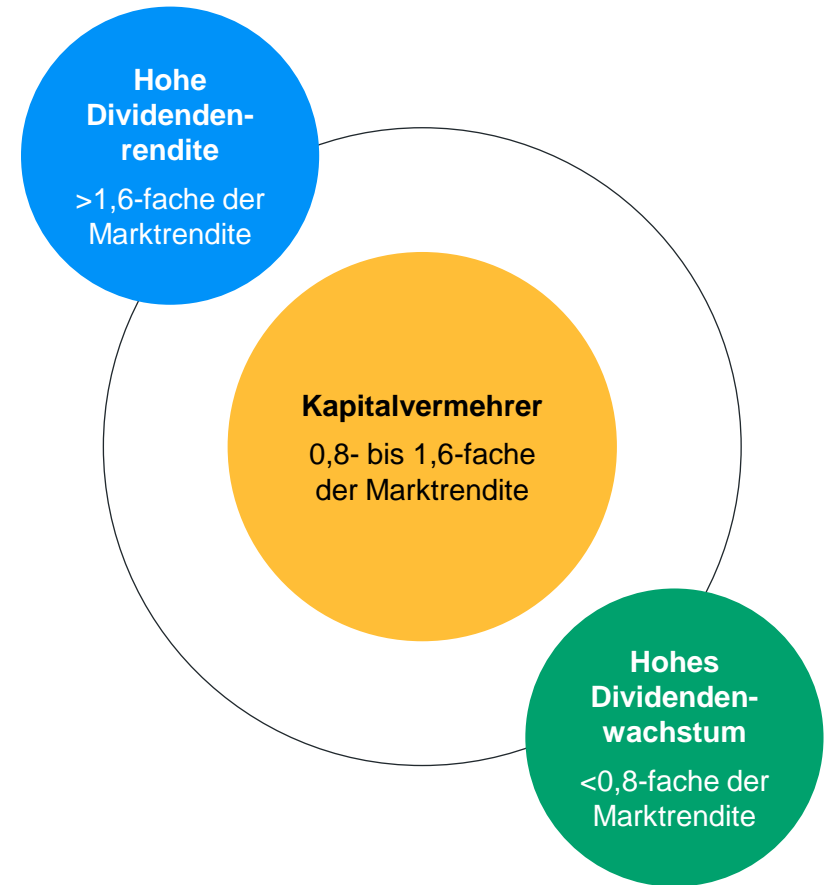 Hohe
Dividenden-
rendite
>1,6-fache der
Marktrendite
Kapitalvermehrer
0,8- bis 1,6-fache
der Marktrendite
Hohes
Dividenden-
wachstum
<0,8-fache der
Marktrendite